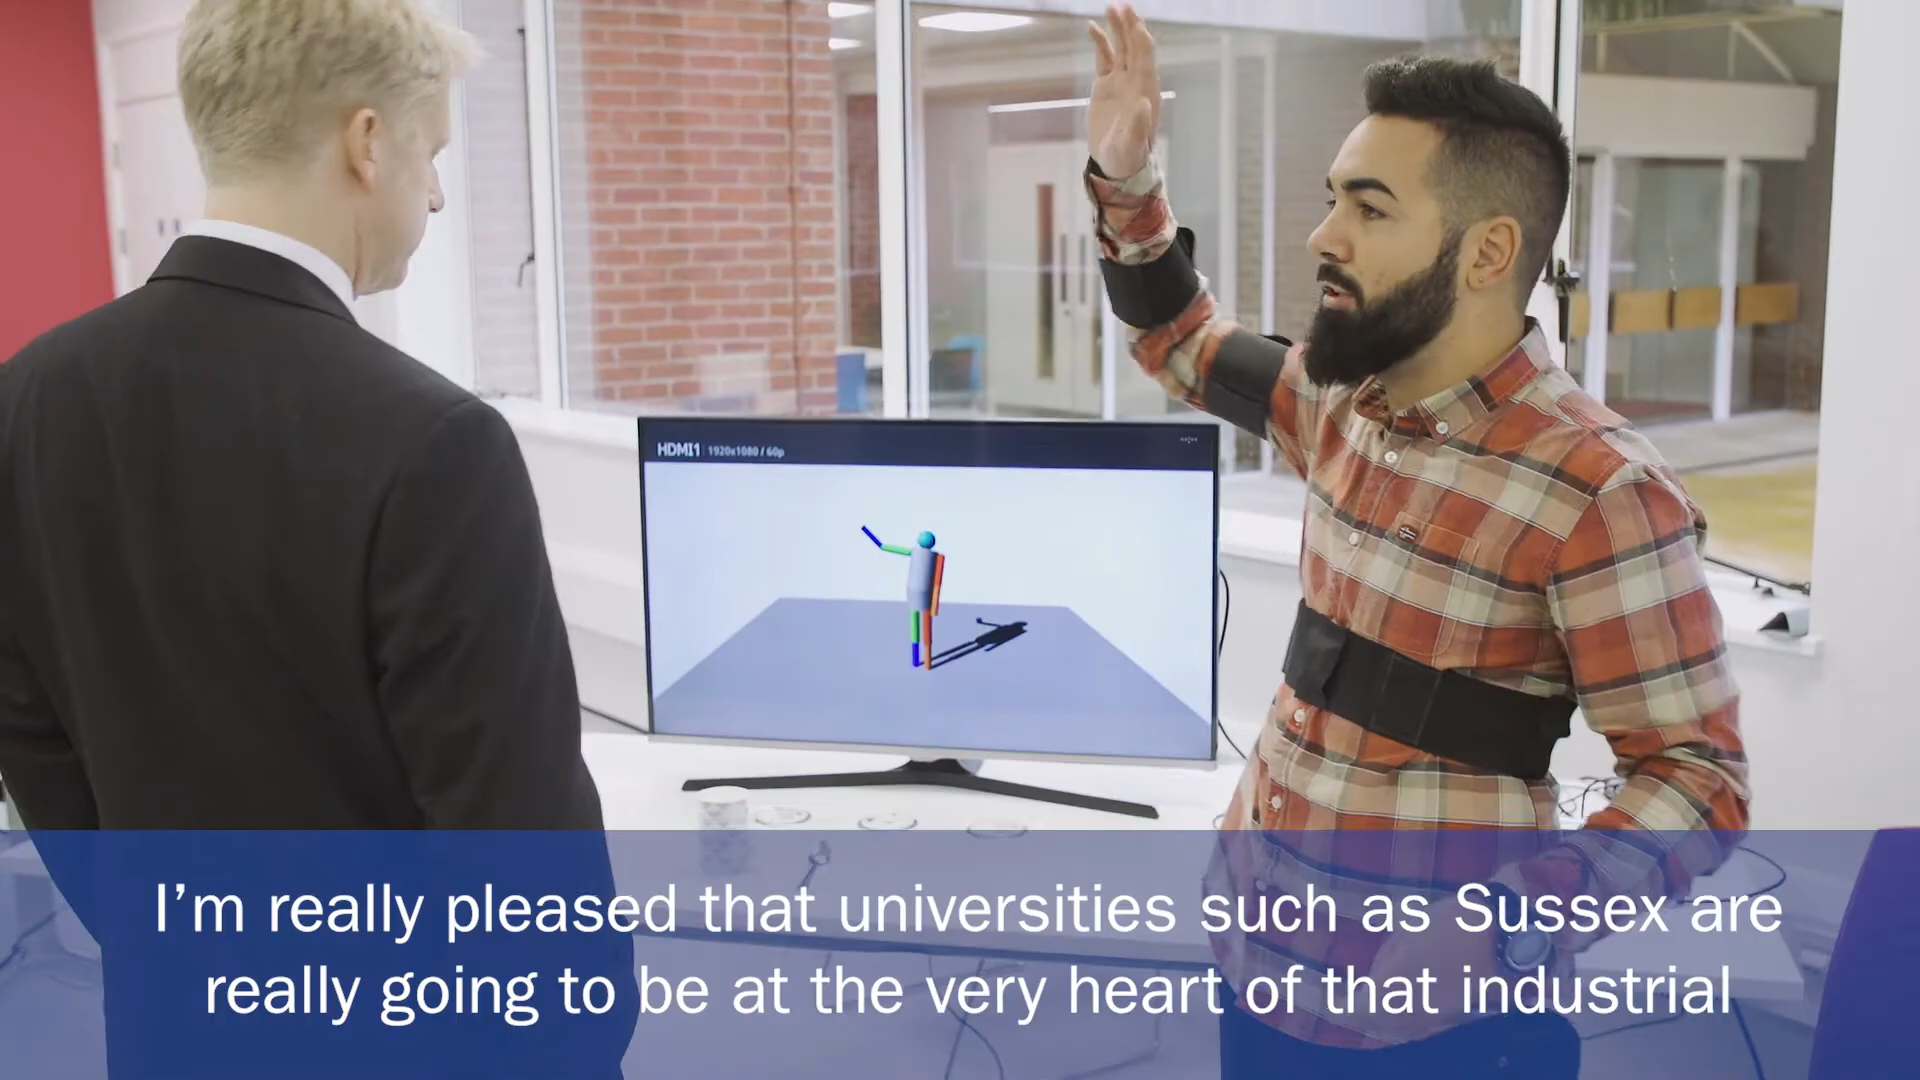 HDMI1 1920x1080 / 60p
I’m really pleased that universities such as Sussex are
really going to be at the very heart of that industrial